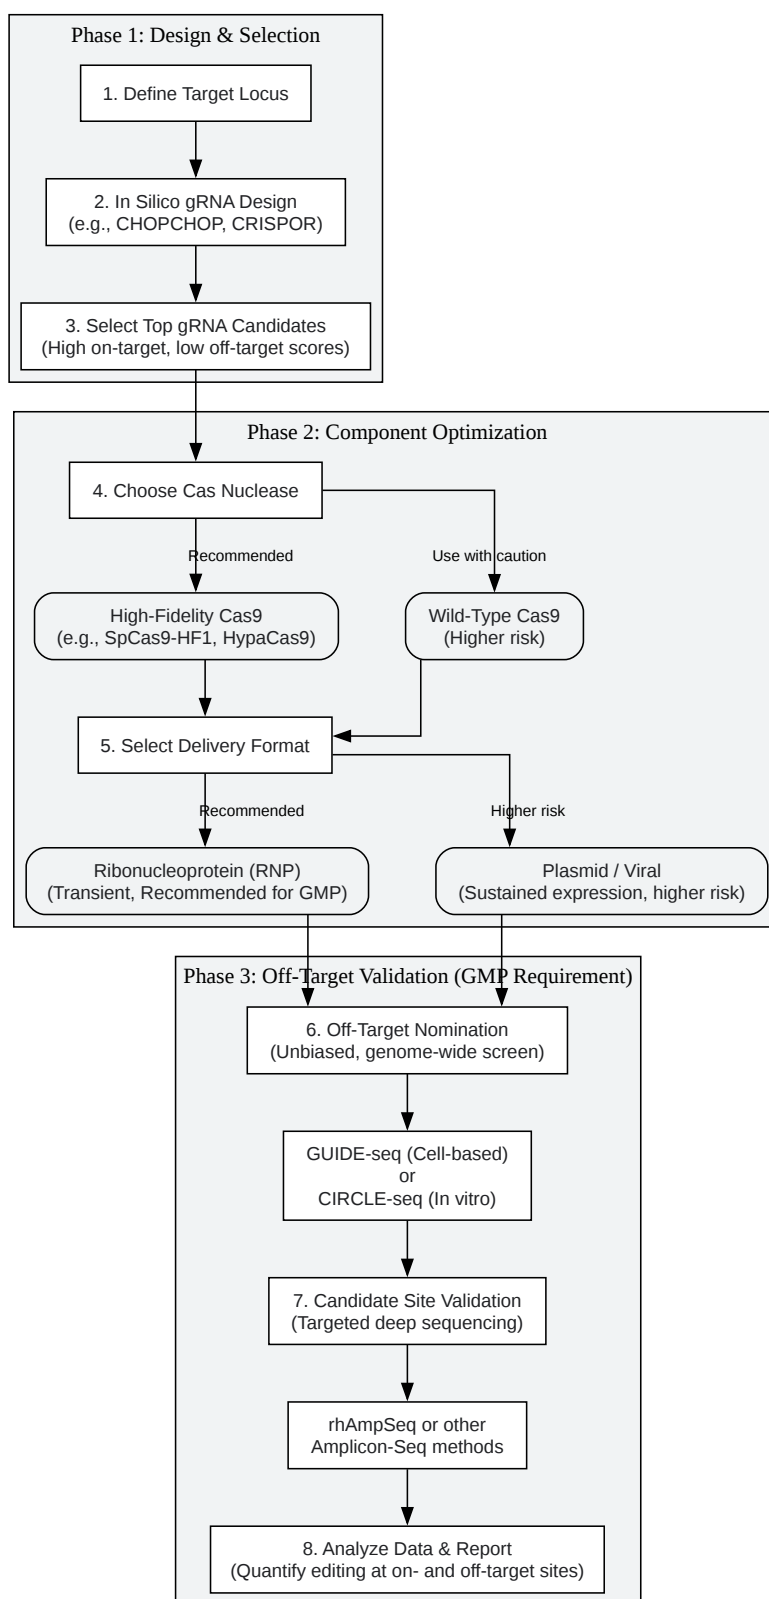 Phase 1: Design & Selection
1. Define Target Locus
2. In Silico gRNA Design
(e.g., CHOPCHOP, CRISPOR)
3. Select Top gRNA Candidates
(High on-target, low off-target scores)
Phase 2: Component Optimization
4. Choose Cas Nuclease
Recommended
Use with caution
High-Fidelity Cas9
(e.g., SpCas9-HF1, HypaCas9)
Wild-Type Cas9
(Higher risk)
5. Select Delivery Format
Recommended
Higher risk
Ribonucleoprotein (RNP)
(Transient, Recommended for GMP)
Plasmid / Viral
(Sustained expression, higher risk)
Phase 3: Off-Target Validation (GMP Requirement)
6. Off-Target Nomination
(Unbiased, genome-wide screen)
GUIDE-seq (Cell-based)
or
CIRCLE-seq (In vitro)
7. Candidate Site Validation
(Targeted deep sequencing)
rhAmpSeq or other
Amplicon-Seq methods
8. Analyze Data & Report
(Quantify editing at on- and off-target sites)